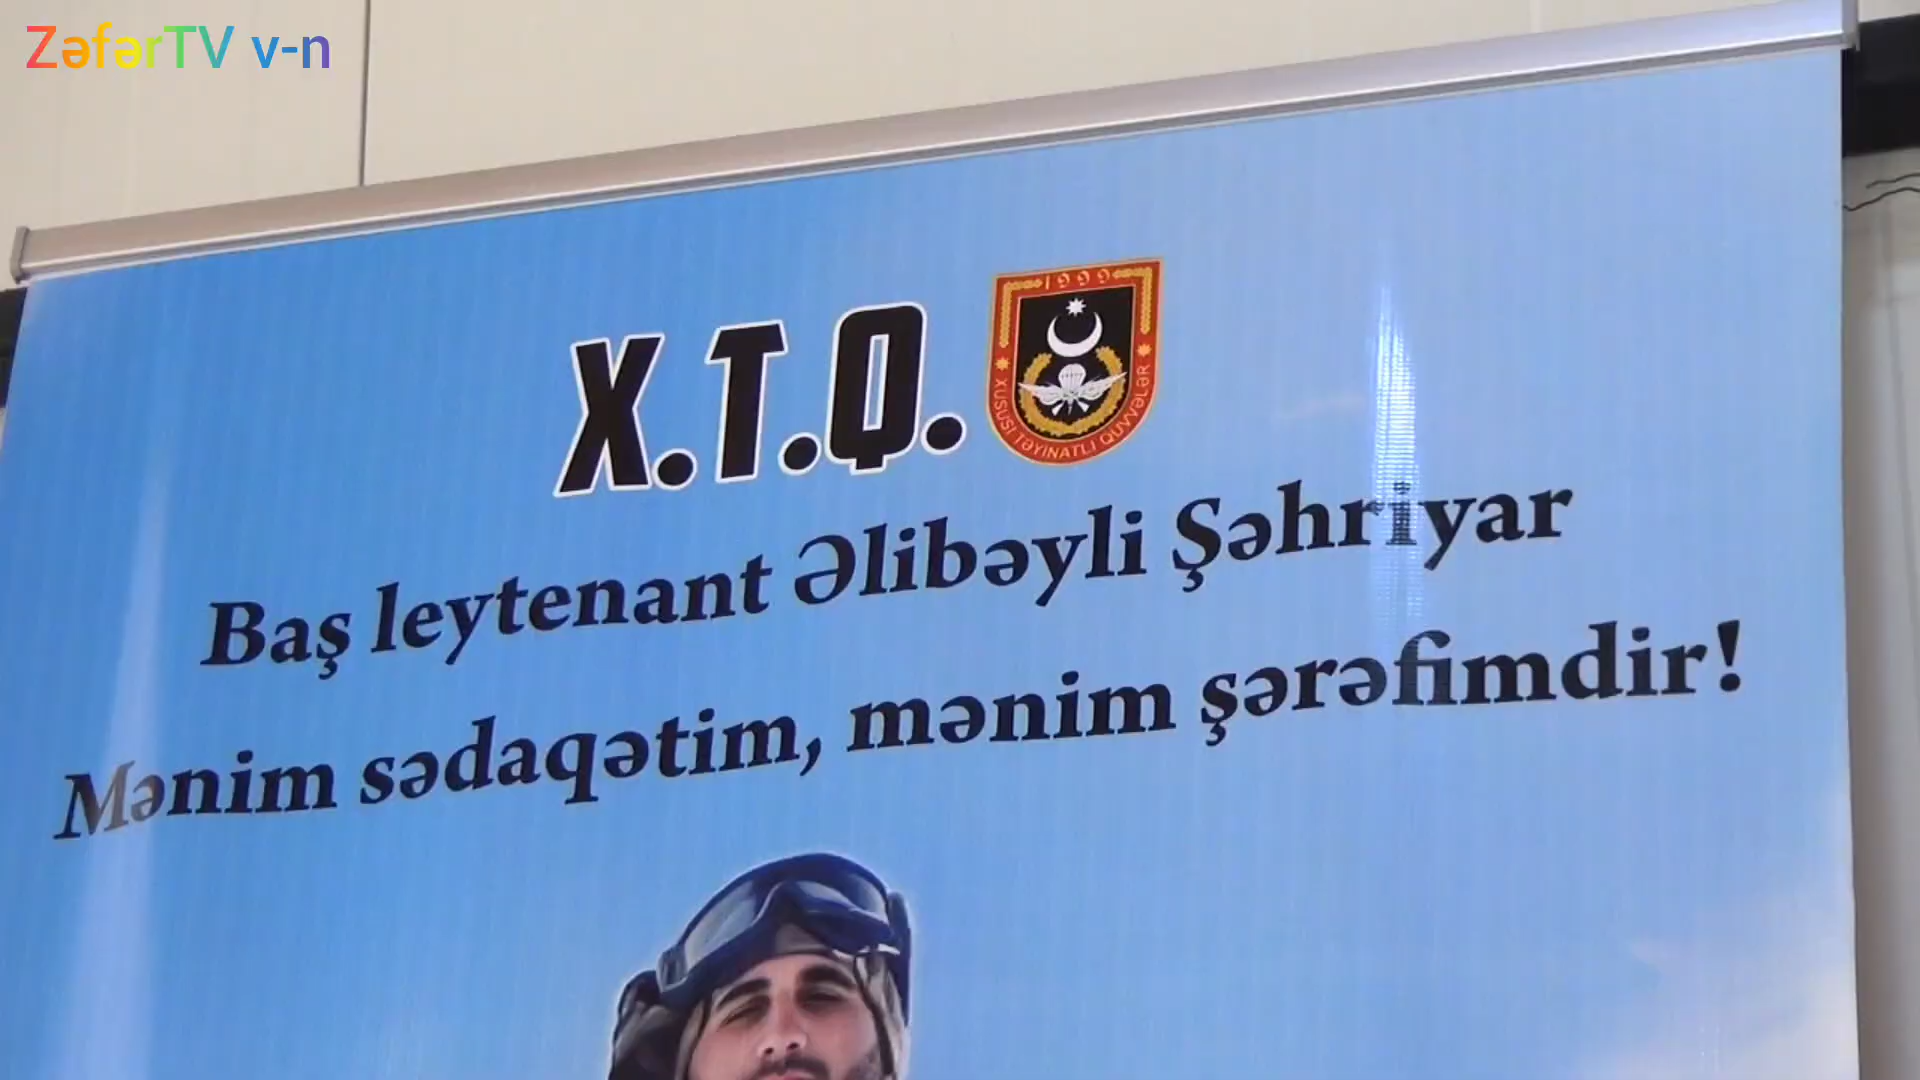 ZəfərTV v-n
1999
X.T.Q.
XÜSUSİ TƏYİNATLI QÜVVƏLƏR
Baş leytenant Əlibəyli Şəhriyar
Mənim sədaqətim, mənim şərəfimdir!